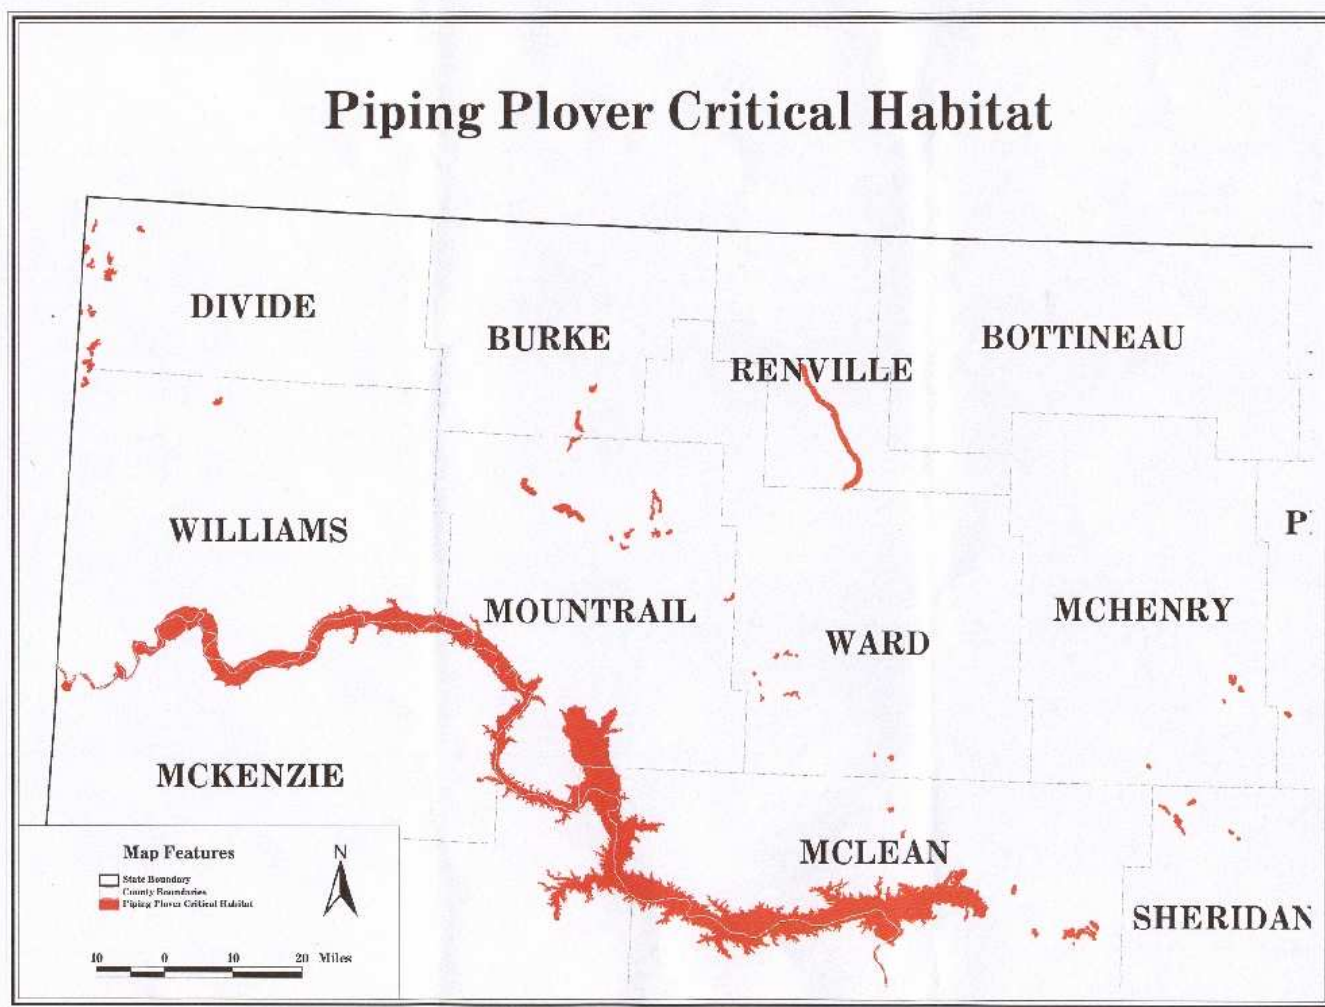 Piping Plover Critical Habitat
DIVIDE
BURKE
RENVILLE
BOTTINEAU
WILLIAMS
P
MOUNTRAIL
WARD
MCHENRY
MCKENZIE
MCLEAN
SHERIDAN
Map Features
State Boundary
County Boundaries
Piping Plover Critical Habitat
N
10 0 10 20 Miles